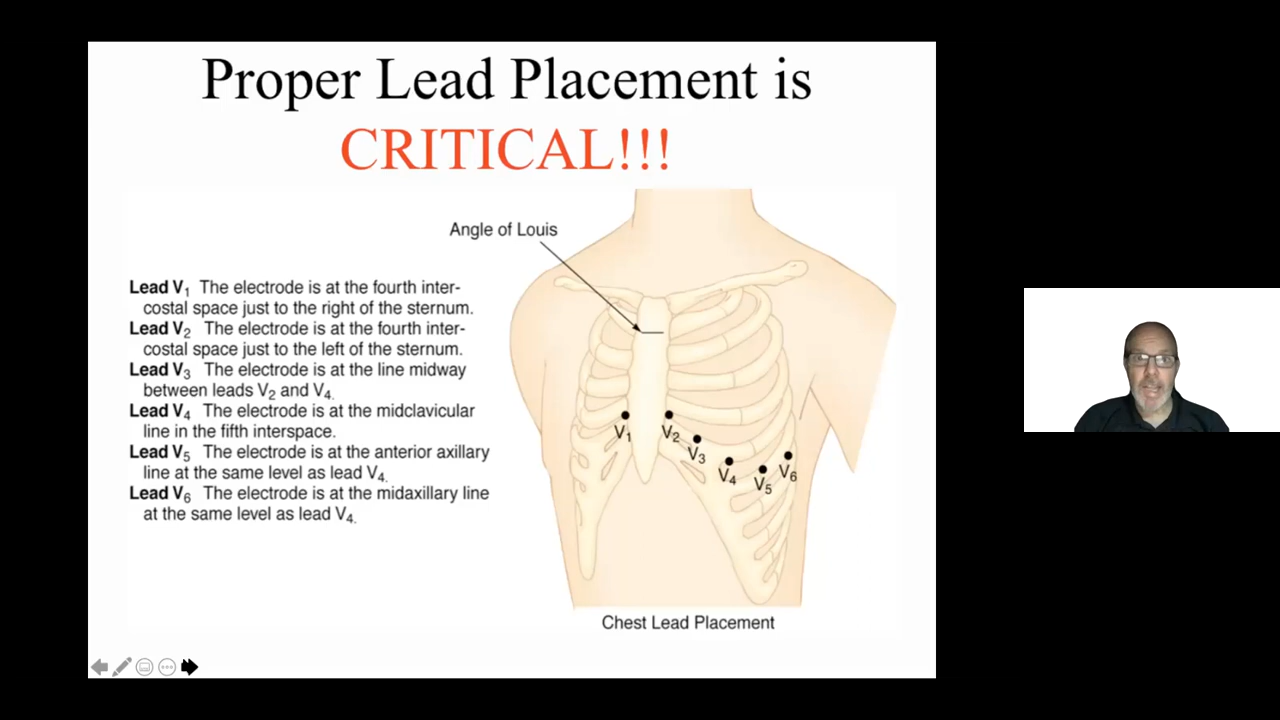 Proper Lead Placement is
CRITICAL!!!
Angle of Louis
Lead V₁ The electrode is at the fourth inter-
costal space just to the right of the sternum.
Lead V₂ The electrode is at the fourth inter-
costal space just to the left of the sternum.
Lead V₃ The electrode is at the line midway
between leads V₂ and V₄.
Lead V₄ The electrode is at the midclavicular
line in the fifth interspace.
Lead V₅ The electrode is at the anterior axillary
line at the same level as lead V₄.
Lead V₆ The electrode is at the midaxillary line
at the same level as lead V₄.
V₁
V₂
V₃
V₄
V₅
V₆
Chest Lead Placement